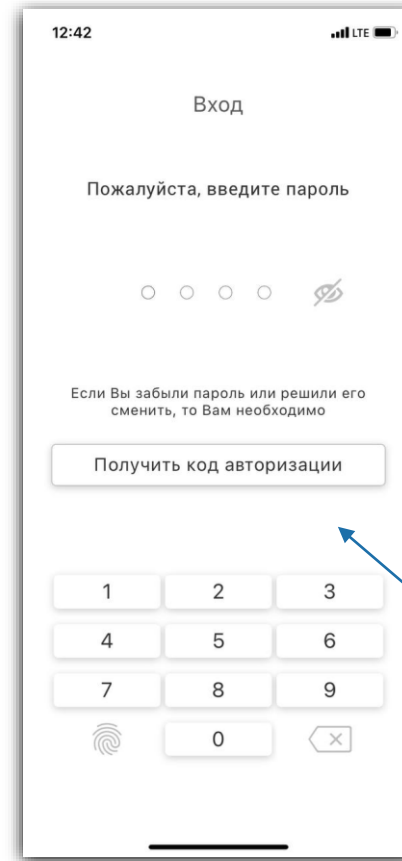 12:42
LTE
Вход
Пожалуйста, введите пароль
Если Вы забыли пароль или решили его
сменить, то Вам необходимо
Получить код авторизации
1 2 3
4 5 6
7 8 9
0